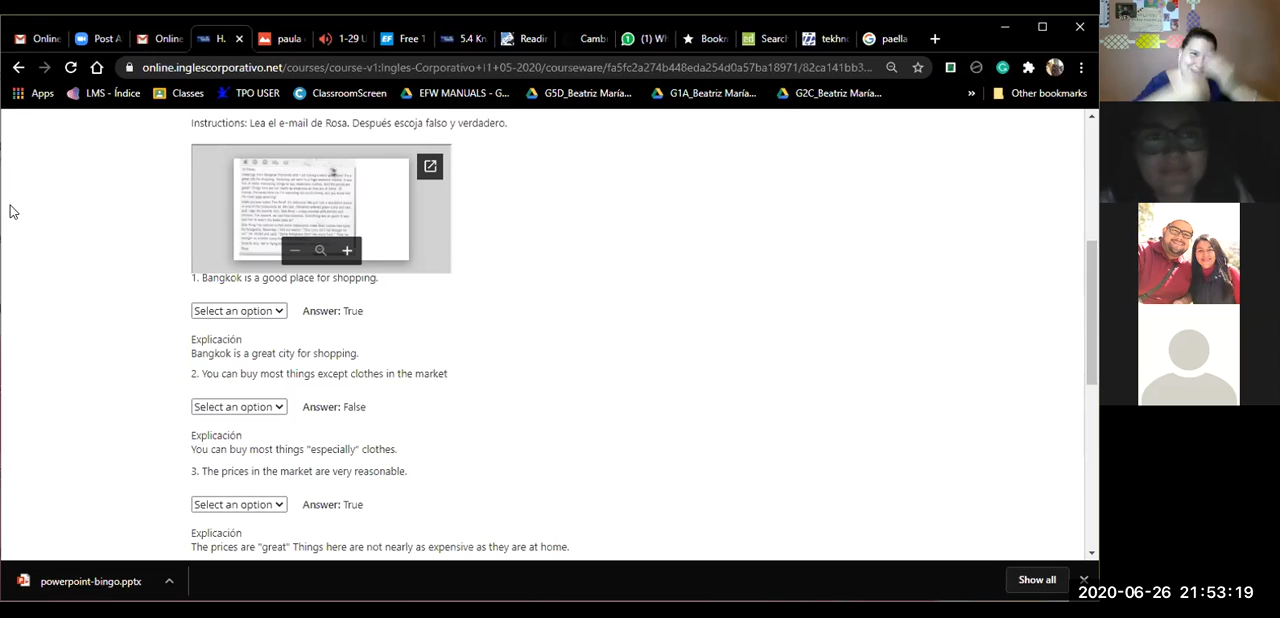 Online
Post A
Online
H.
paula
1-29 U
Free 1
5.4 Kn
Readin
Camb
(1) Wh
Bookn
Search
tekhno
paella
online.inglescorporativo.net/courses/course-v1:Ingles-Corporativo+i1+05-2020/courseware/fa5fc2a274b448eda254d0a57ba18971/82ca141bb3...
Apps LMS - Índice Classes TPO USER ClassroomScreen EFW MANUALS - G... G5D_Beatriz María... G1A_Beatriz María... G2C_Beatriz María... » Other bookmarks
Instructions: Lea el e-mail de Rosa. Después escoja falso y verdadero.
1. Bangkok is a good place for shopping.
Select an option Answer: True
Explicación
Bangkok is a great city for shopping.
2. You can buy most things except clothes in the market
Select an option Answer: False
Explicación
You can buy most things "especially" clothes.
3. The prices in the market are very reasonable.
Select an option Answer: True
Explicación
The prices are "great" Things here are not nearly as expensive as they are at home.
powerpoint-bingo.pptx
Show all
2020-06-26 21:53:19